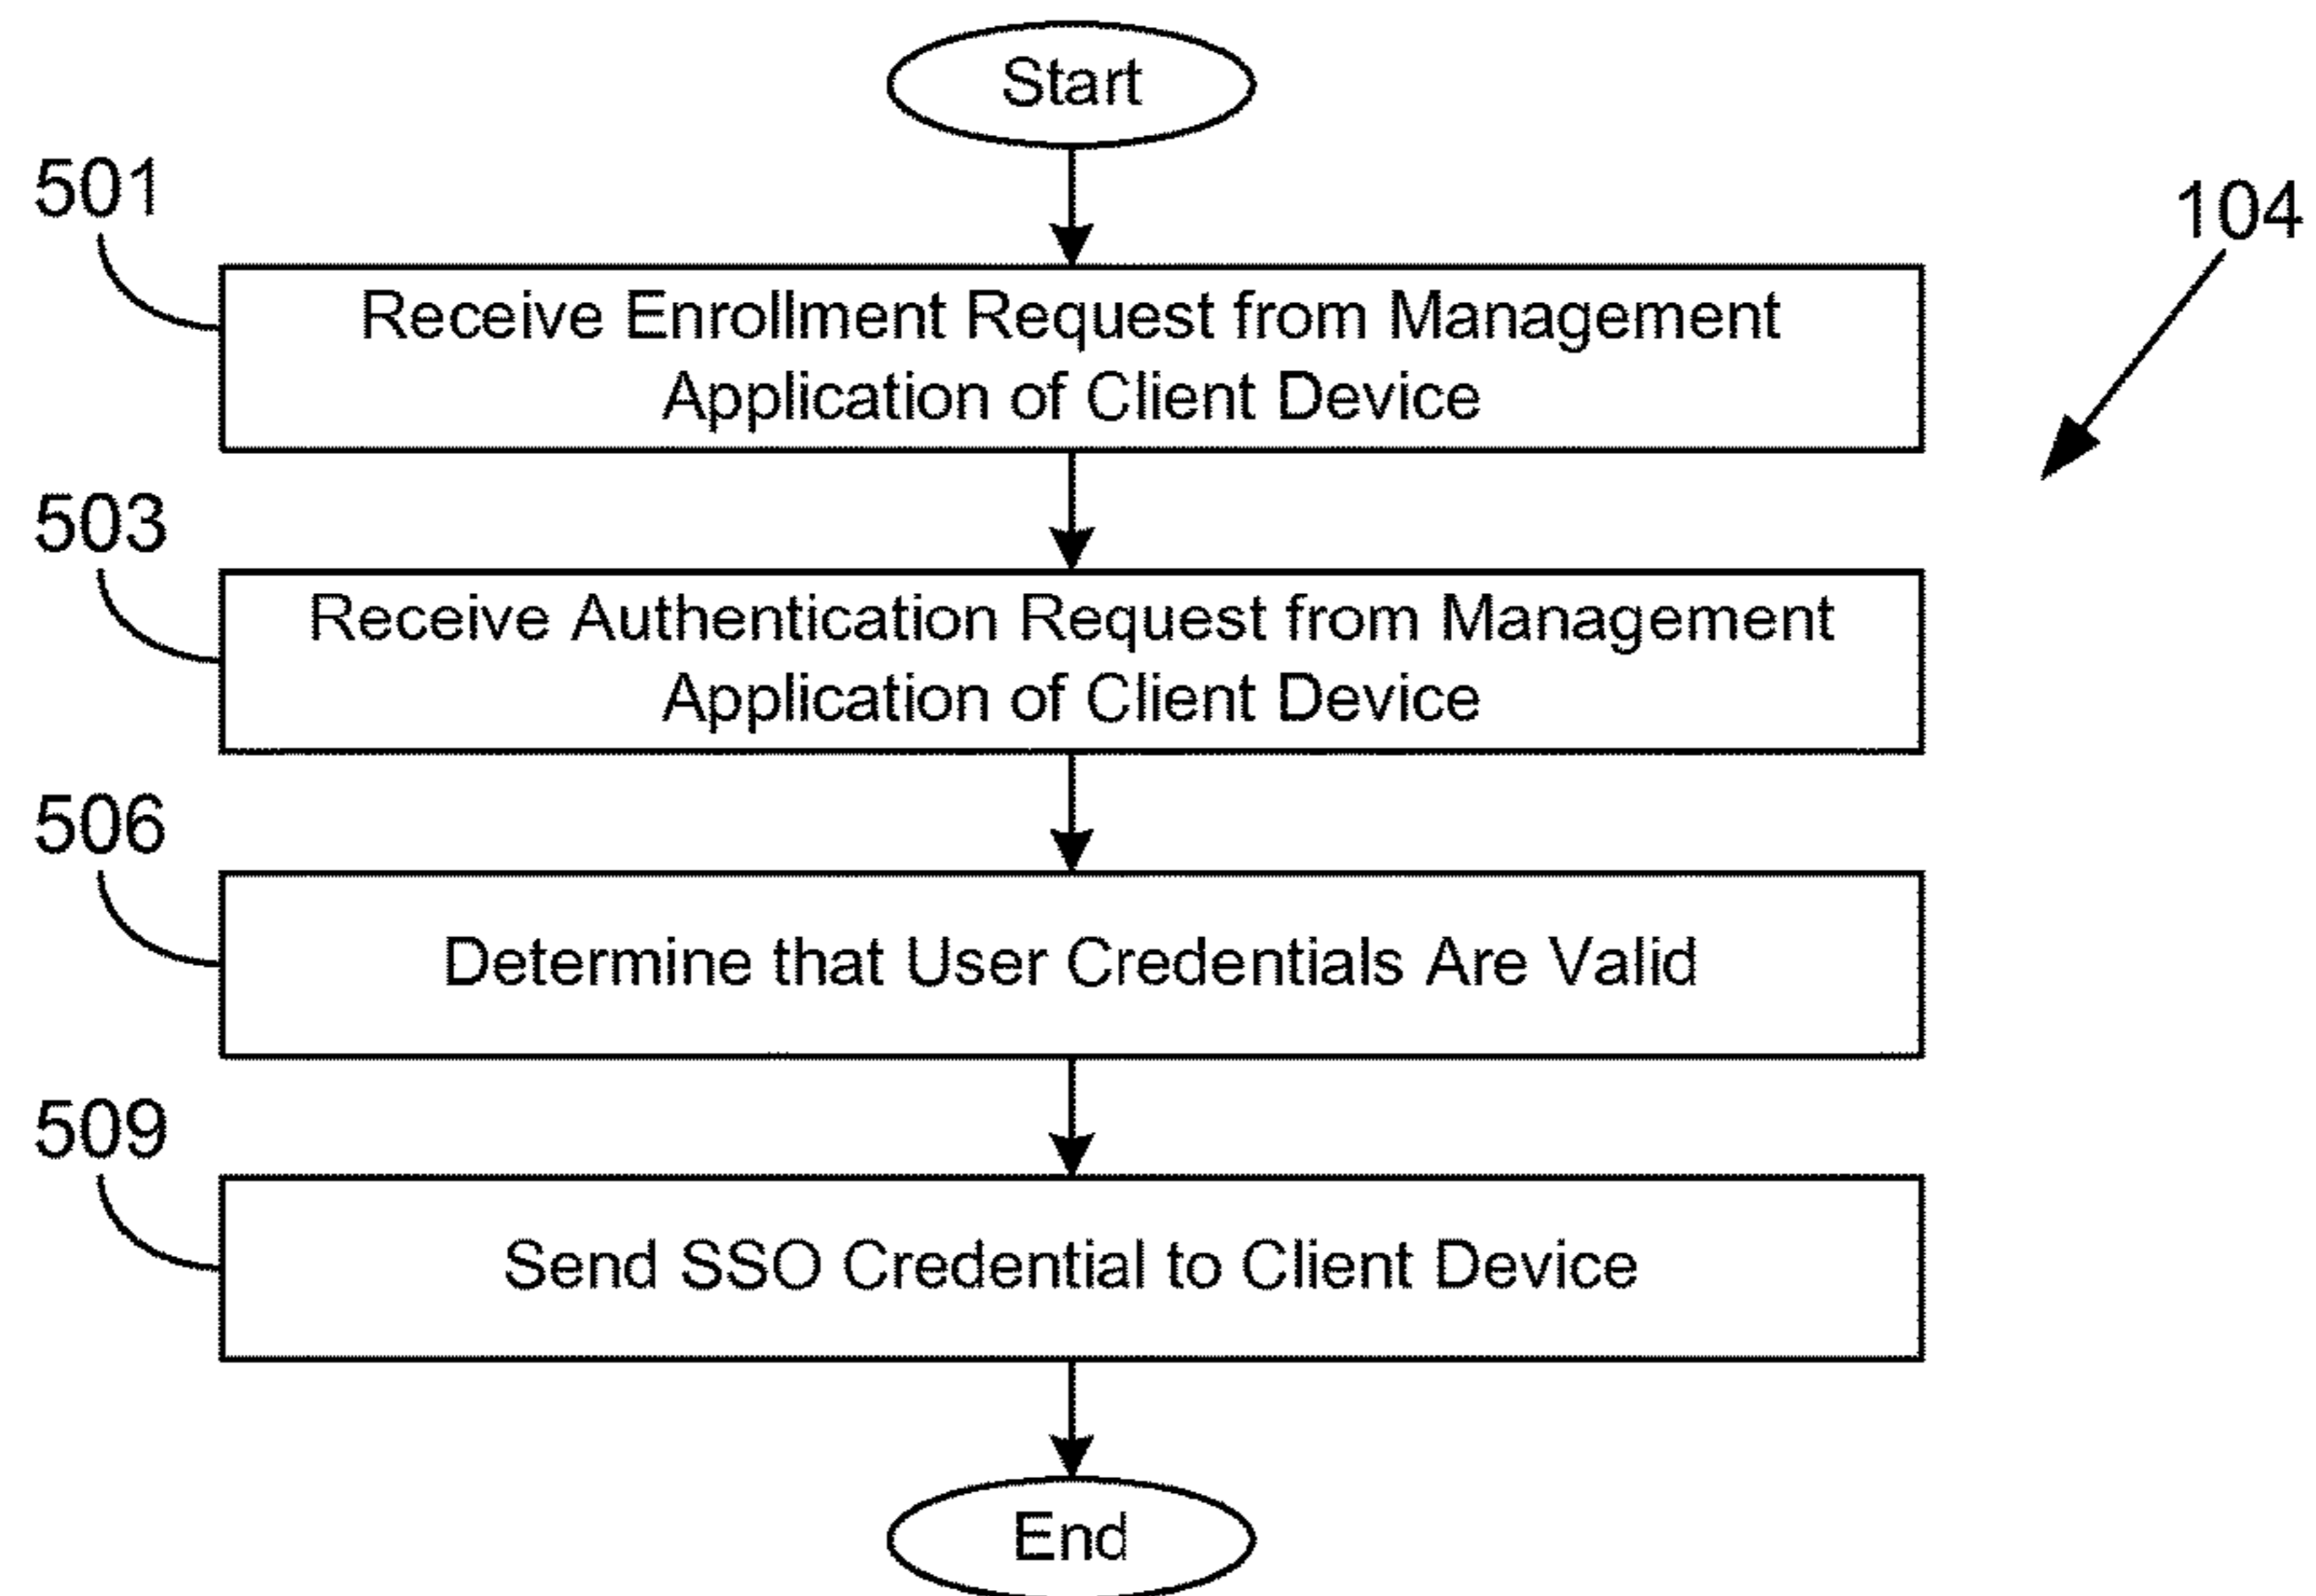 Start
501
104
Receive Enrollment Request from Management
Application of Client Device
503
Receive Authentication Request from Management
Application of Client Device
506
Determine that User Credentials Are Valid
509
Send SSO Credential to Client Device
End